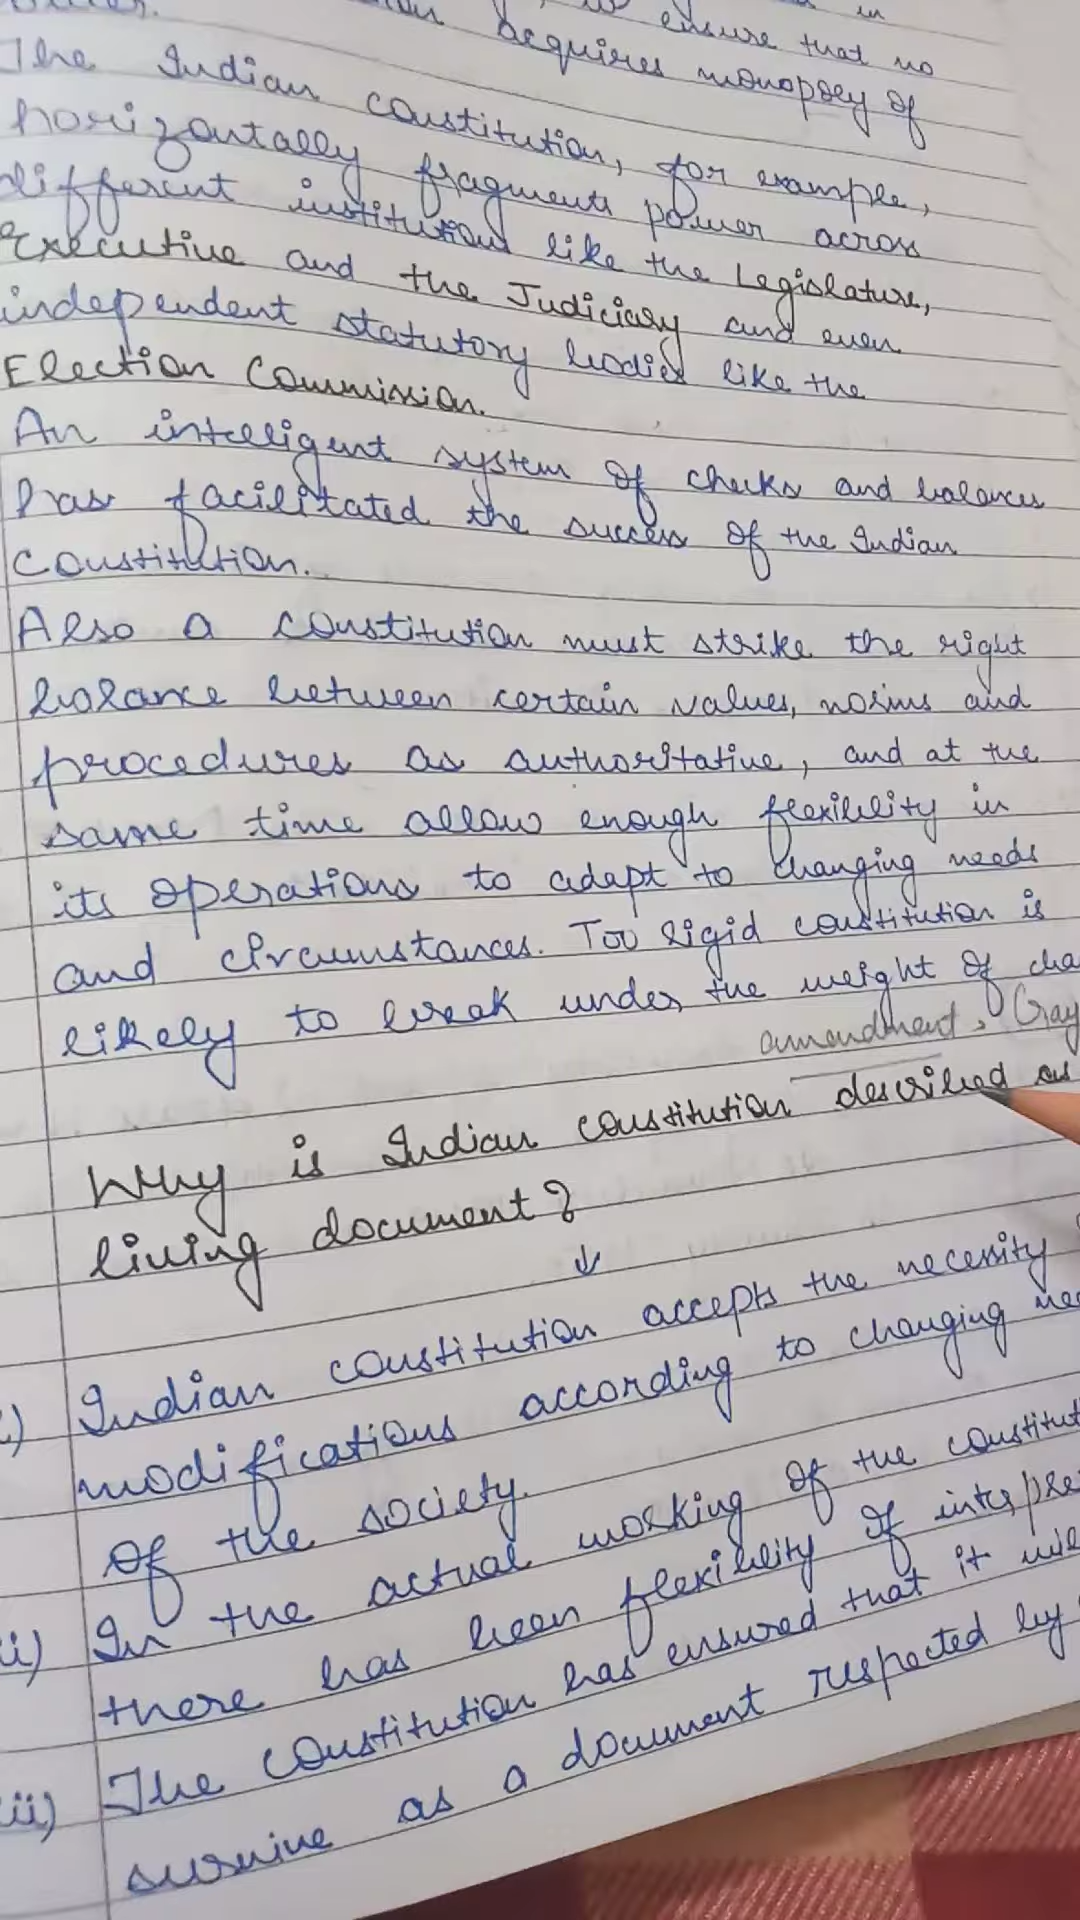 ensure that no
acquires monopoly of
The Indian constitution, for example,
horizontally fragments power across
different institutions like the Legislature,
Executive and the Judiciary and even
independent statutory bodies like the
Election Commission.
An intelligent system of checks and balances
has facilitated the success of the Indian
Constitution.
Also a constitution must strike the right
balance between certain values, norms and
procedures as authoritative, and at the
same time allow enough flexibility in
its operations to adapt to changing needs
and circumstances. Too rigid constitution is
likely to break under the weight of cha
amendment,
Why is Indian constitution described as
living document?
Indian constitution accepts the necessity
modifications according to changing nee
of the society.
ii) In the actual working of the constitut
there has been flexibility of interpre
iii) The constitution has ensured that it will
survive as a document respected by